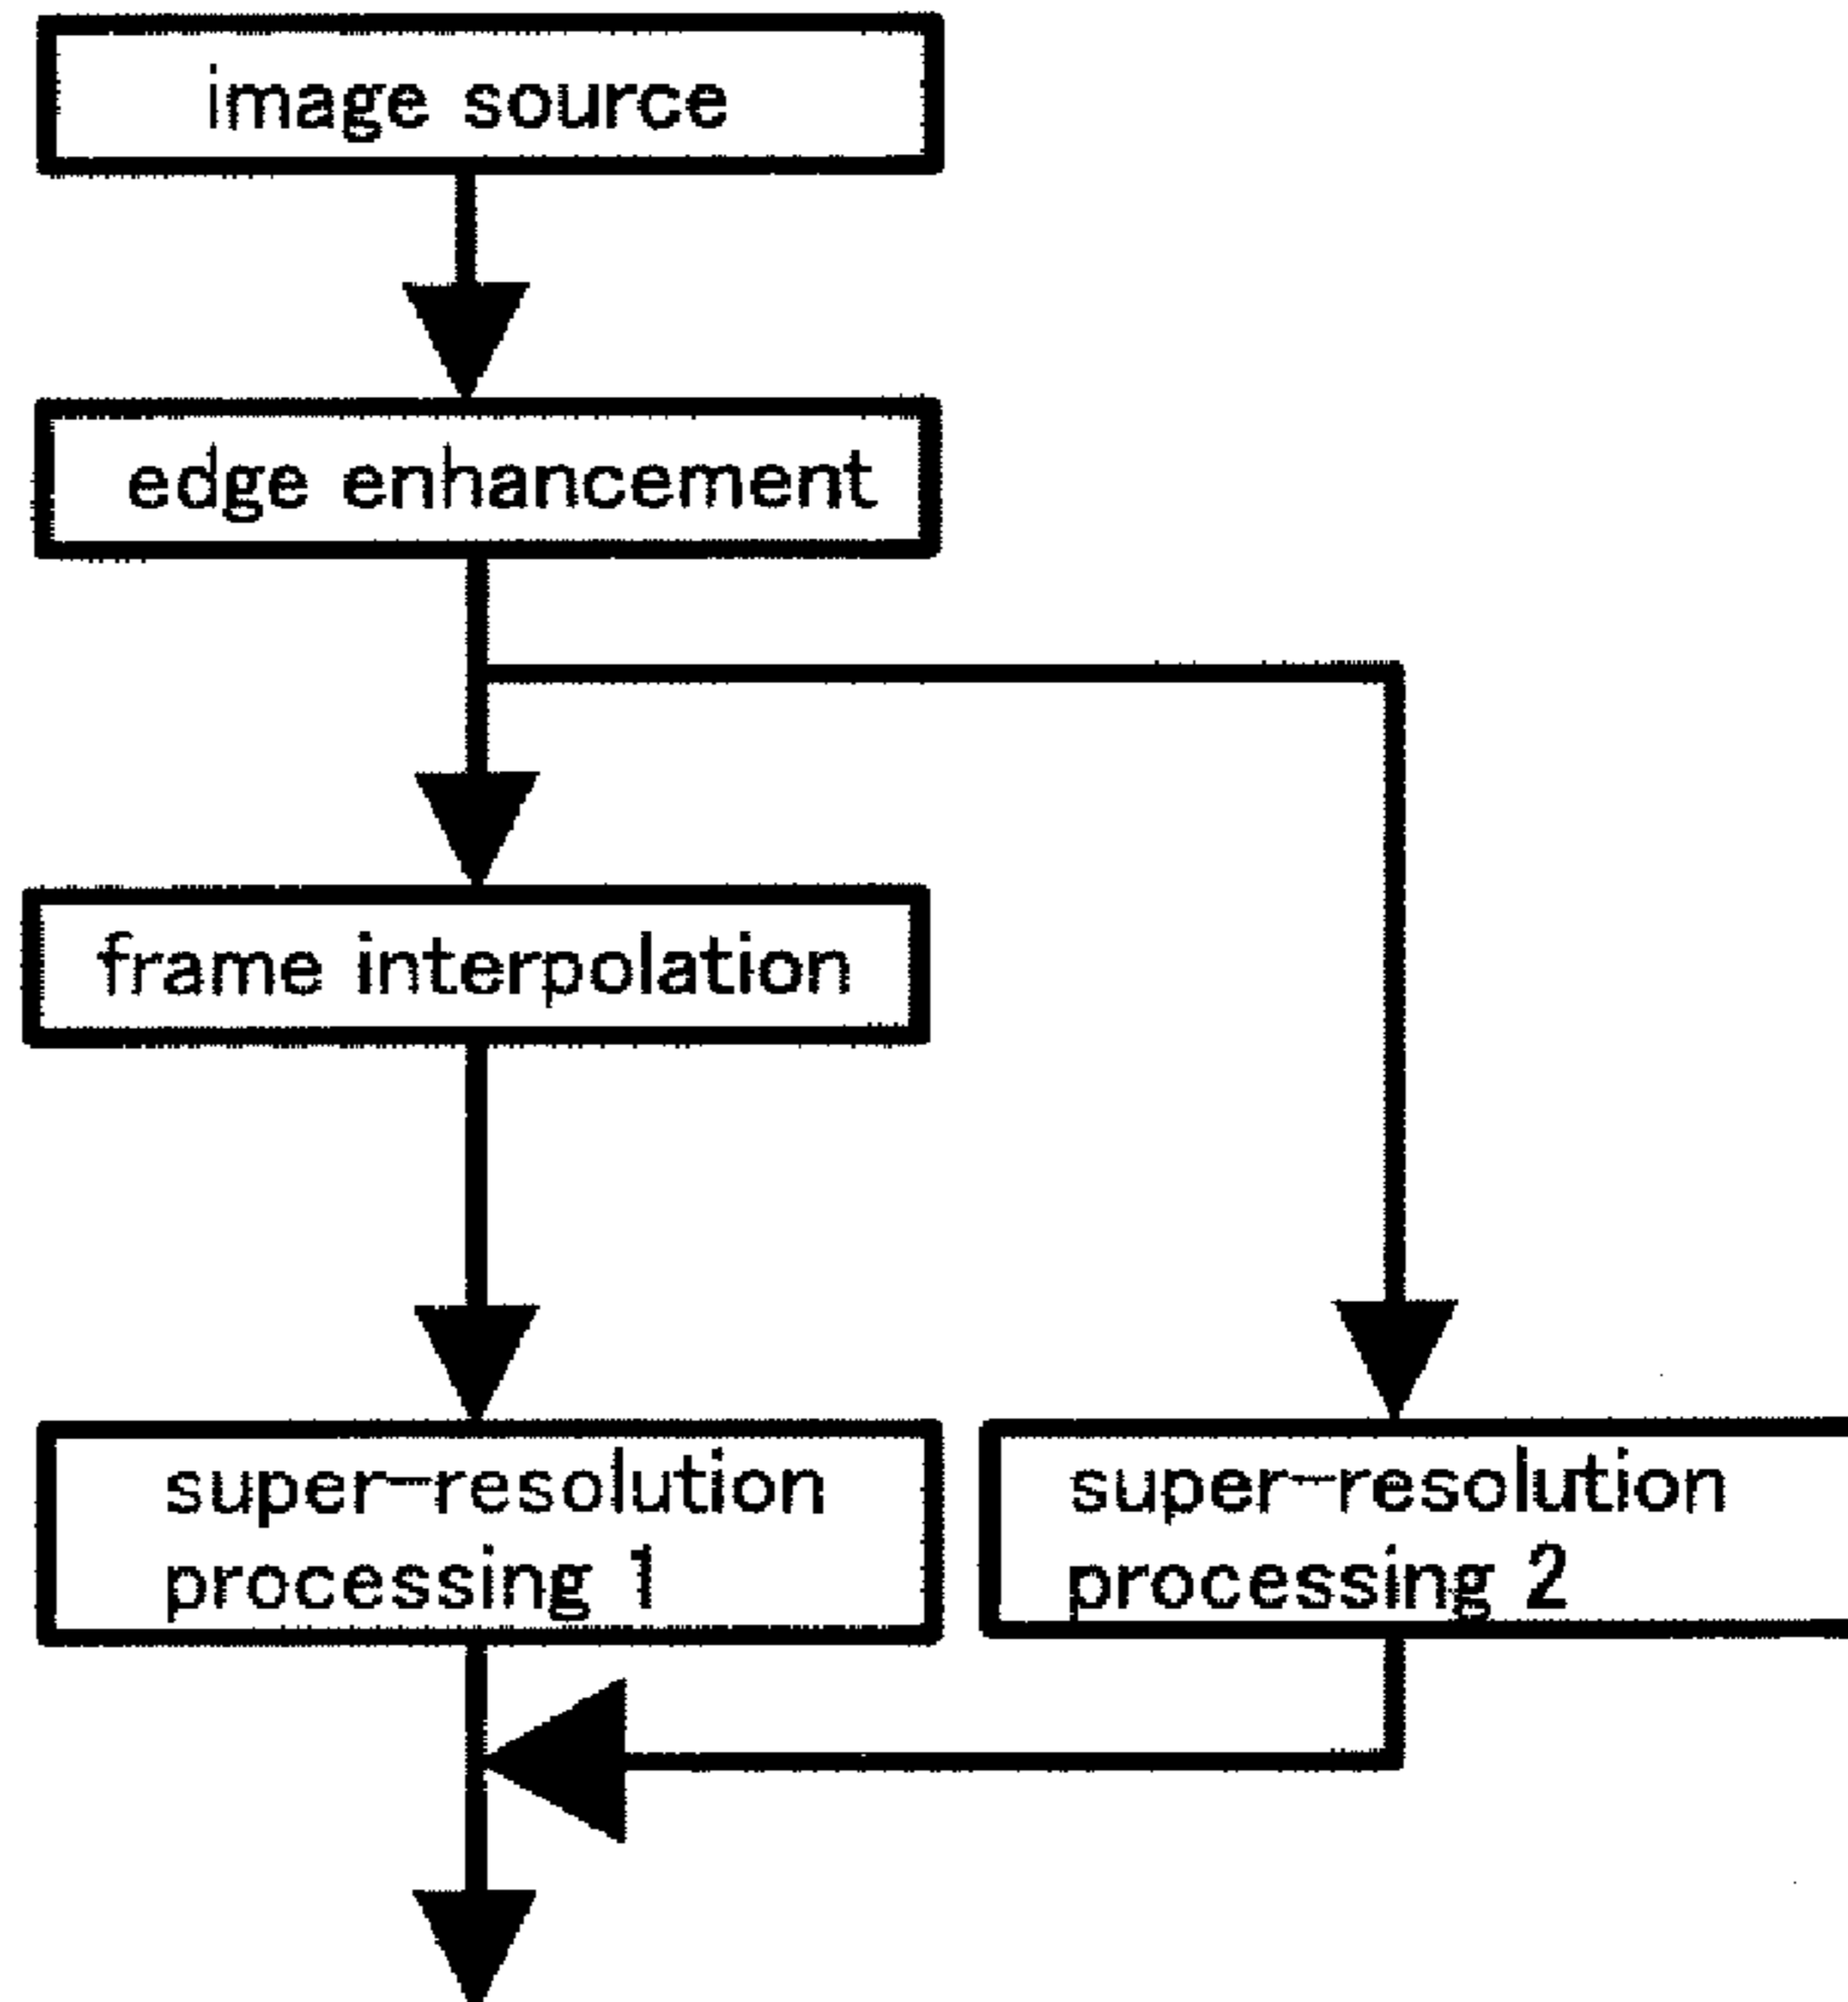 image source
edge enhancement
frame interpolation
super-resolution
processing 1
super-resolution
processing 2